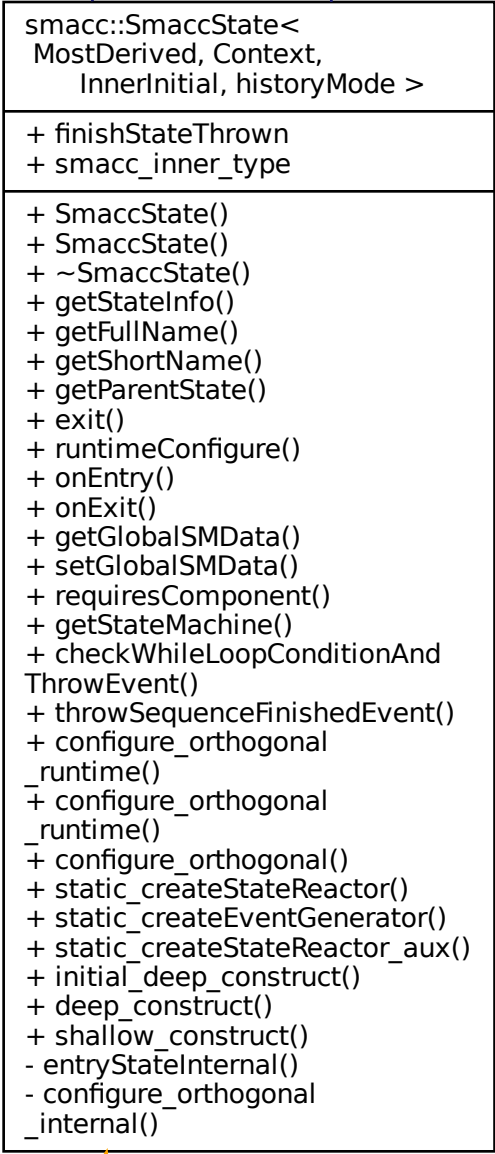 smacc::SmaccState<
MostDerived, Context,
InnerInitial, historyMode >
+ finishStateThrown
+ smacc_inner_type
+ SmaccState()
+ SmaccState()
+ ~SmaccState()
+ getStateInfo()
+ getFullName()
+ getShortName()
+ getParentState()
+ exit()
+ runtimeConfigure()
+ onEntry()
+ onExit()
+ getGlobalSMData()
+ setGlobalSMData()
+ requiresComponent()
+ getStateMachine()
+ checkWhileLoopConditionAnd
ThrowEvent()
+ throwSequenceFinishedEvent()
+ configure_orthogonal
_runtime()
+ configure_orthogonal
_runtime()
+ configure_orthogonal()
+ static_createStateReactor()
+ static_createEventGenerator()
+ static_createStateReactor_aux()
+ initial_deep_construct()
+ deep_construct()
+ shallow_construct()
- entryStateInternal()
- configure_orthogonal
_internal()